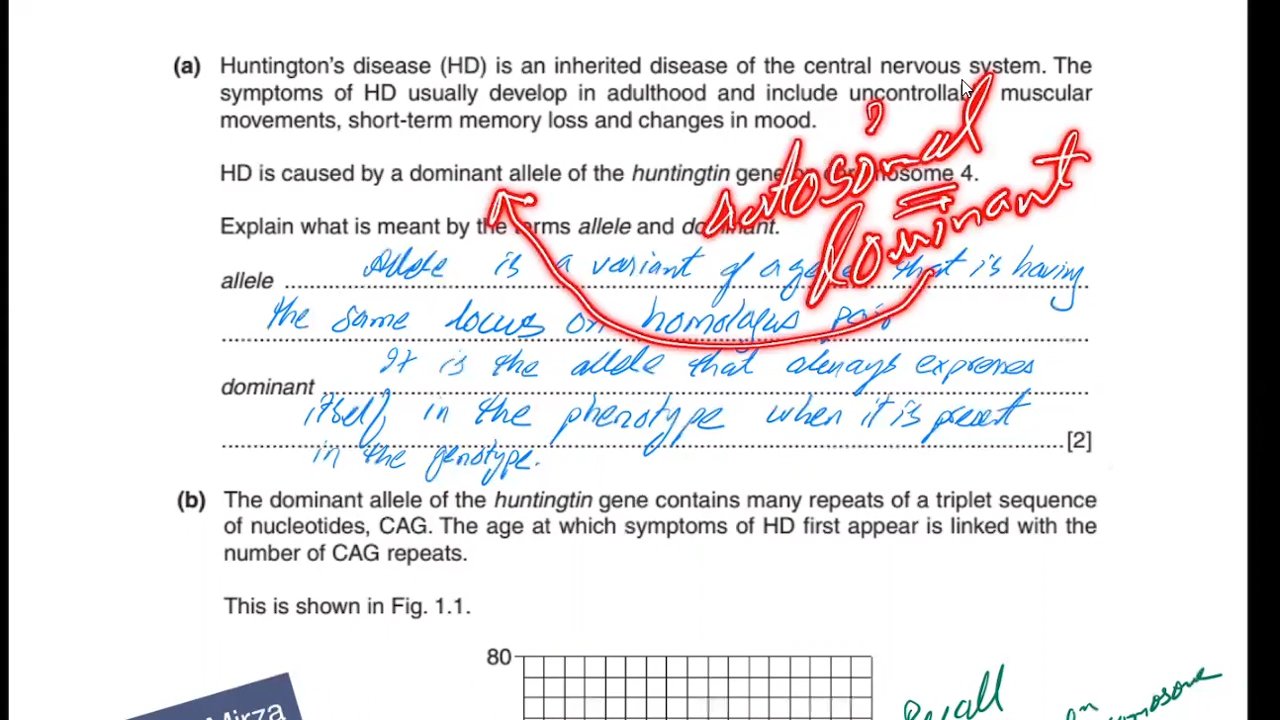 (a) Huntington's disease (HD) is an inherited disease of the central nervous system. The
symptoms of HD usually develop in adulthood and include uncontrollable muscular
movements, short-term memory loss and changes in mood.
HD is caused by a dominant allele of the huntingtin gene on chromosome 4.
autosomal
dominant
Explain what is meant by the terms allele and dominant.
allele Allele is a variant of a gene that is having
the same locus on homologus pair
dominant It is the allele that always expresses
itself in the phenotype when it is present
[2]
in the genotype.
(b) The dominant allele of the huntingtin gene contains many repeats of a triplet sequence
of nucleotides, CAG. The age at which symptoms of HD first appear is linked with the
number of CAG repeats.
This is shown in Fig. 1.1.
80
Recall
Mirza